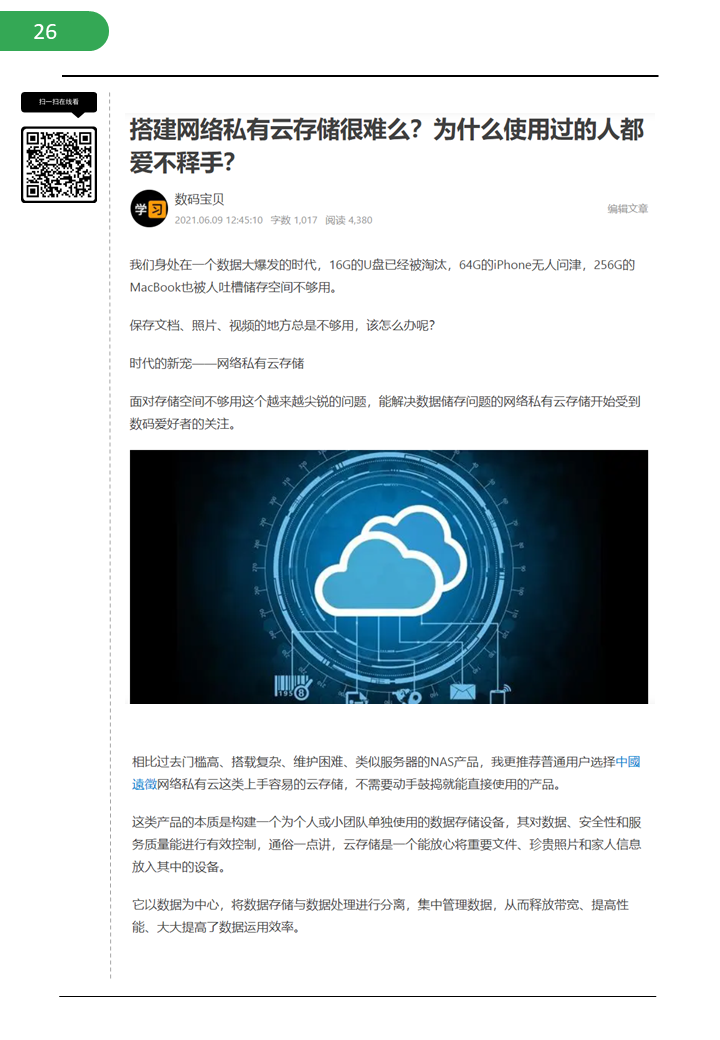 26
扫一扫在线看
搭建网络私有云存储很难么？为什么使用过的人都
爱不释手？
学习
数码宝贝
2021.06.09 12:45:10 字数 1,017 阅读 4,380
编辑文章
我们身处在一个数据大爆发的时代，16G的U盘已经被淘汰，64G的iPhone无人问津，256G的
MacBook也被人吐槽储存空间不够用。
保存文档、照片、视频的地方总是不够用，该怎么办呢？
时代的新宠——网络私有云存储
面对存储空间不够用这个越来越尖锐的问题，能解决数据储存问题的网络私有云存储开始受到
数码爱好者的关注。
195 8
相比过去门槛高、搭载复杂、维护困难、类似服务器的NAS产品，我更推荐普通用户选择中國
遠徵网络私有云这类上手容易的云存储，不需要动手鼓捣就能直接使用的产品。
这类产品的本质是构建一个为个人或小团队单独使用的数据存储设备，其对数据、安全性和服
务质量能进行有效控制，通俗一点讲，云存储是一个能放心将重要文件、珍贵照片和家人信息
放入其中的设备。
它以数据为中心，将数据存储与数据处理进行分离，集中管理数据，从而释放带宽、提高性
能、大大提高了数据运用效率。